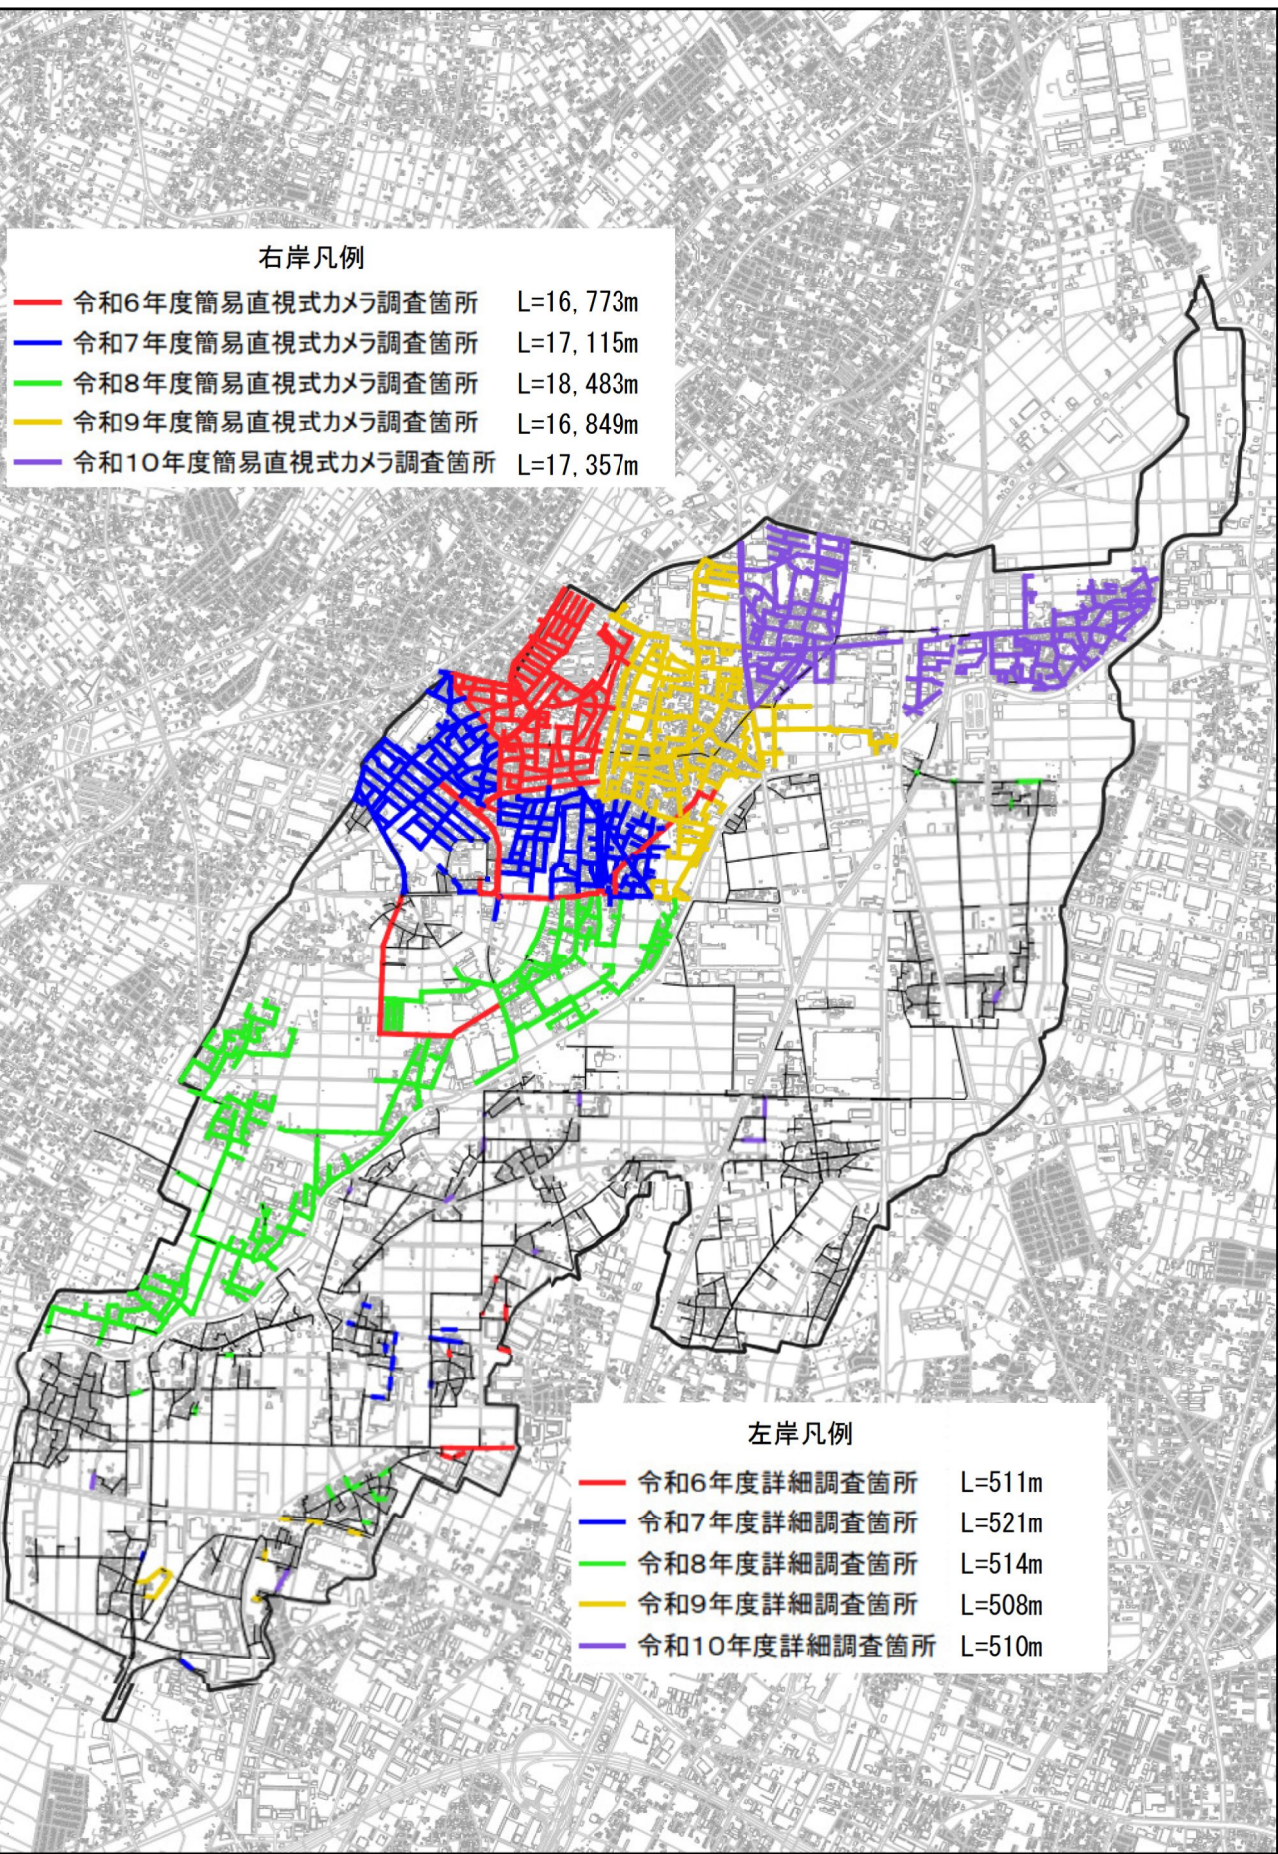 右岸凡例
令和6年度簡易直視式カメラ調査箇所 L=16,773m
令和7年度簡易直視式カメラ調査箇所 L=17,115m
令和8年度簡易直視式カメラ調査箇所 L=18,483m
令和9年度簡易直視式カメラ調査箇所 L=16,849m
令和10年度簡易直視式カメラ調査箇所 L=17,357m
左岸凡例
令和6年度詳細調査箇所 L=511m
令和7年度詳細調査箇所 L=521m
令和8年度詳細調査箇所 L=514m
令和9年度詳細調査箇所 L=508m
令和10年度詳細調査箇所 L=510m